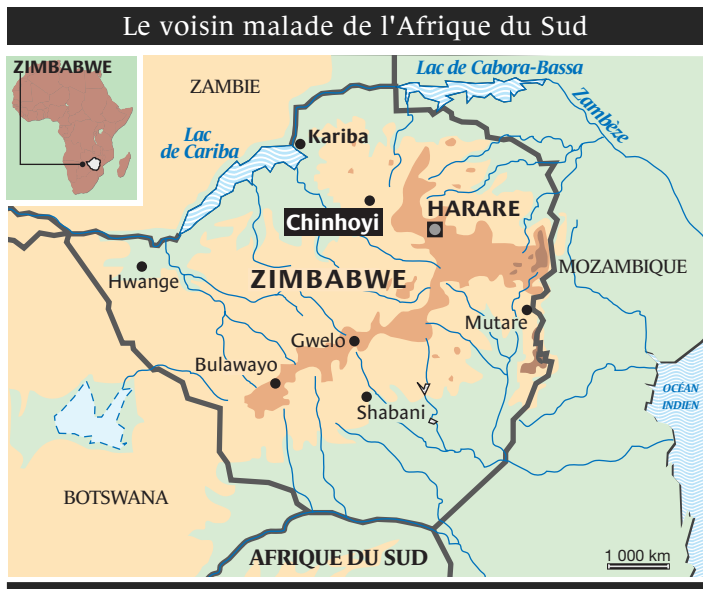 Le voisin malade de l'Afrique du Sud
ZIMBABWE
ZAMBIE
Lac de Cabora-Bassa
Zambèze
Lac
de Cariba
Kariba
Chinhoyi
HARARE
MOZAMBIQUE
Hwange
ZIMBABWE
Mutare
Gwelo
Bulawayo
Shabani
OCÉAN
INDIEN
BOTSWANA
AFRIQUE DU SUD
1 000 km